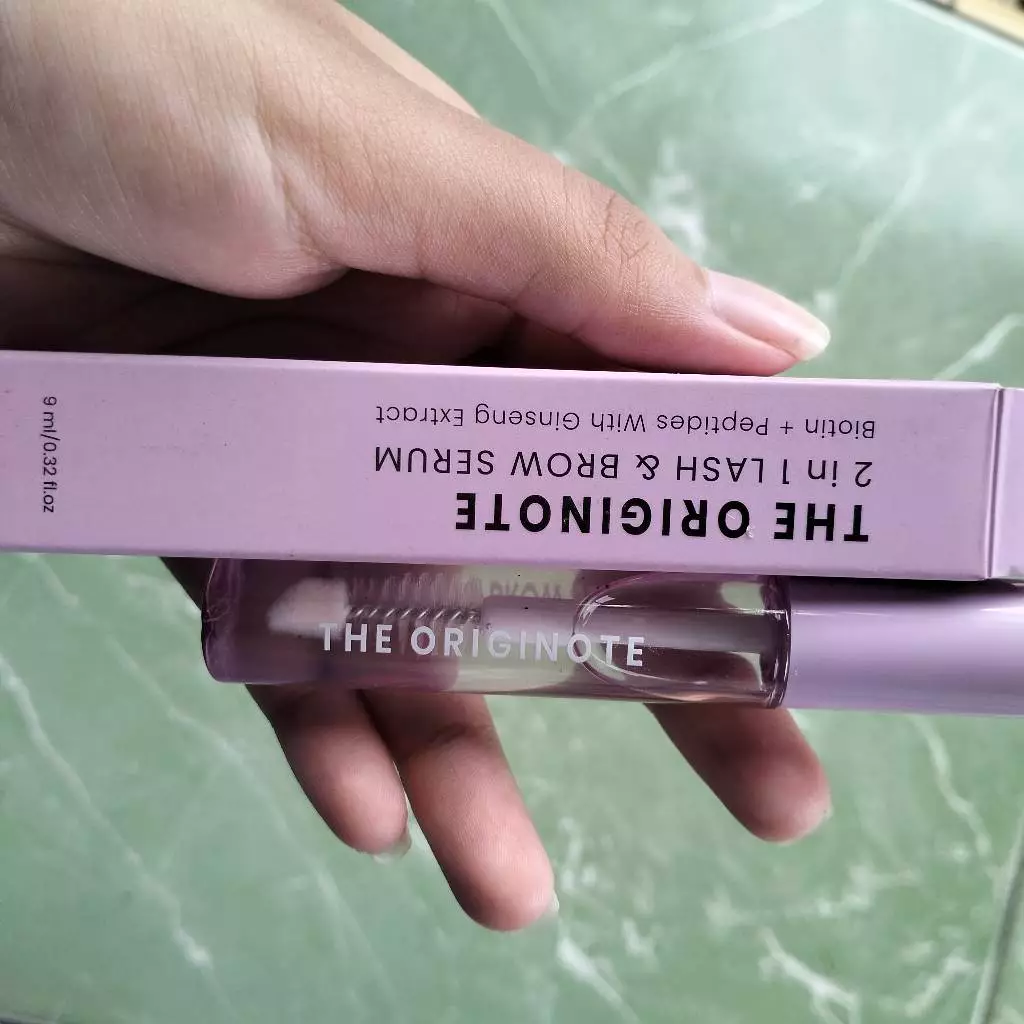 THE ORIGINOTE
2 in 1 LASH & BROW SERUM
Biotin + Peptides With Ginseng Extract
9 ml/0.32 fl.oz
THE ORIGINOTE
BROW